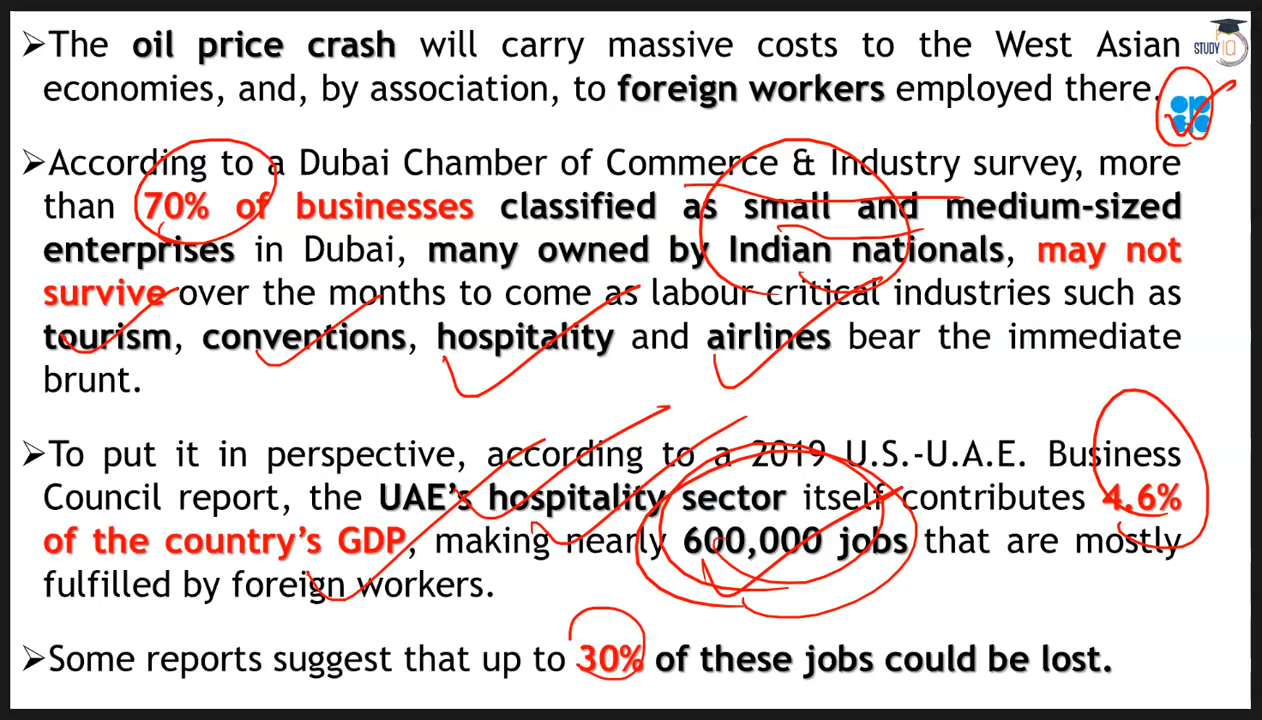 ➢The oil price crash will carry massive costs to the West Asian
economies, and, by association, to foreign workers employed there.
STUDY IQ
➢According to a Dubai Chamber of Commerce & Industry survey, more
than 70% of businesses classified as small and medium-sized
enterprises in Dubai, many owned by Indian nationals, may not
survive over the months to come as labour critical industries such as
tourism, conventions, hospitality and airlines bear the immediate
brunt.
➢To put it in perspective, according to a 2019 U.S.-U.A.E. Business
Council report, the UAE’s hospitality sector itself contributes 4.6%
of the country’s GDP, making nearly 600,000 jobs that are mostly
fulfilled by foreign workers.
➢Some reports suggest that up to 30% of these jobs could be lost.